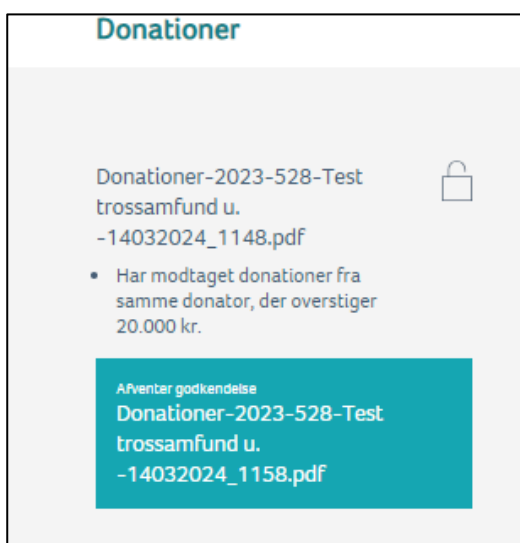 Donationer
Donationer-2023-528-Test
trossamfund u.
-14032024_1148.pdf
• Har modtaget donationer fra
samme donator, der overstiger
20.000 kr.
Afventer godkendelse
Donationer-2023-528-Test
trossamfund u.
-14032024_1158.pdf